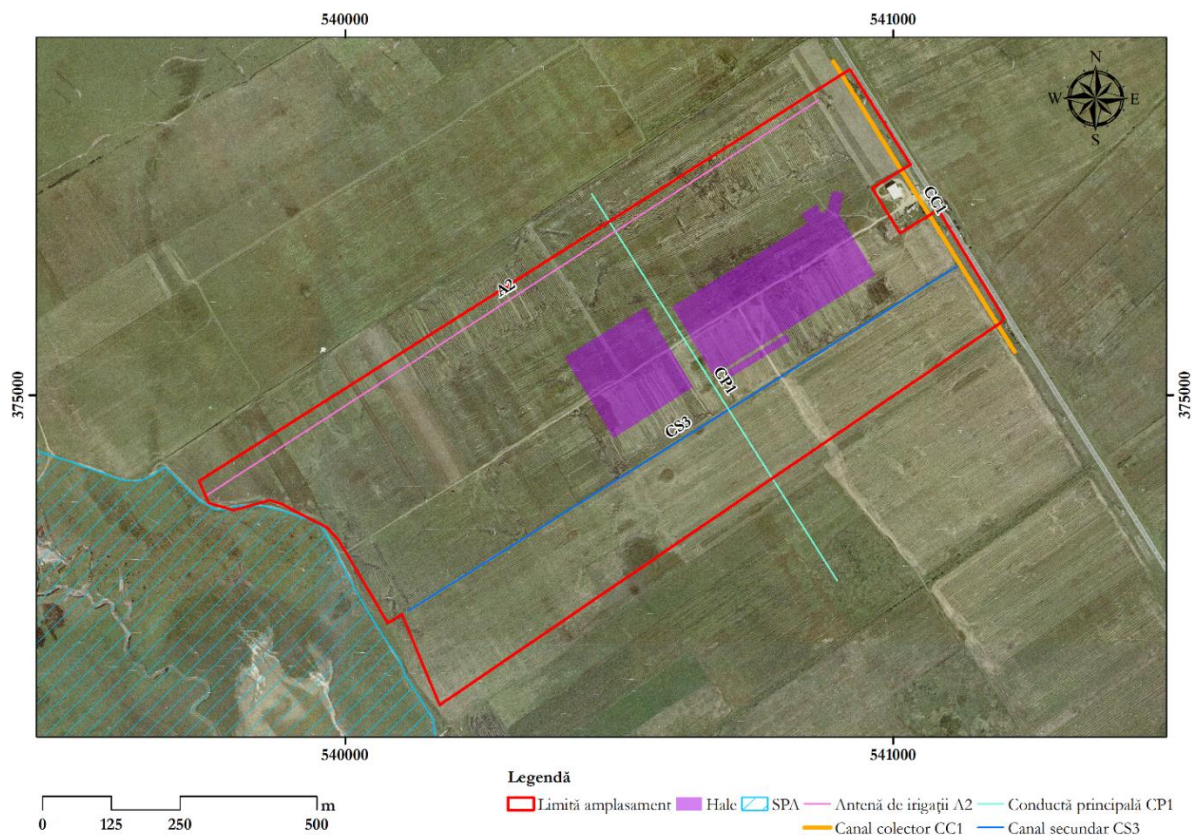 540000 541000
N
W E
S
CC1
A2
375000 375000
CP1
CS3
540000 541000
Legendă
0 125 250 500 m
Limită amplasament Hale SPA Antenă de irigații A2 Conductă principală CP1
Canal colector CC1 Canal secundar CS3